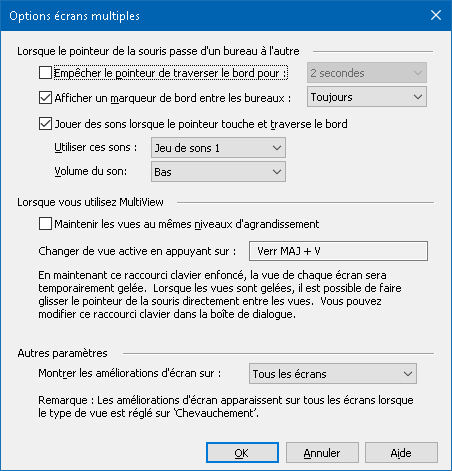 Options écrans multiples
Lorsque le pointeur de la souris passe d'un bureau à l'autre
Empêcher le pointeur de traverser le bord pour : 2 secondes
Afficher un marqueur de bord entre les bureaux : Toujours
Jouer des sons lorsque le pointeur touche et traverse le bord
Utiliser ces sons : Jeu de sons 1
Volume du son: Bas
Lorsque vous utilisez MultiView
Maintenir les vues au mêmes niveaux d'agrandissement
Changer de vue active en appuyant sur : Verr MAJ + V
En maintenant ce raccourci clavier enfoncé, la vue de chaque écran sera
temporairement gelée. Lorsque les vues sont gelées, il est possible de faire
glisser le pointeur de la souris directement entre les vues. Vous pouvez
modifier ce raccourci clavier dans la boîte de dialogue.
Autres paramètres
Montrer les améliorations d'écran sur : Tous les écrans
Remarque : Les améliorations d'écran apparaissent sur tous les écrans lorsque
le type de vue est réglé sur ‘Chevauchement’.
OK Annuler Aide